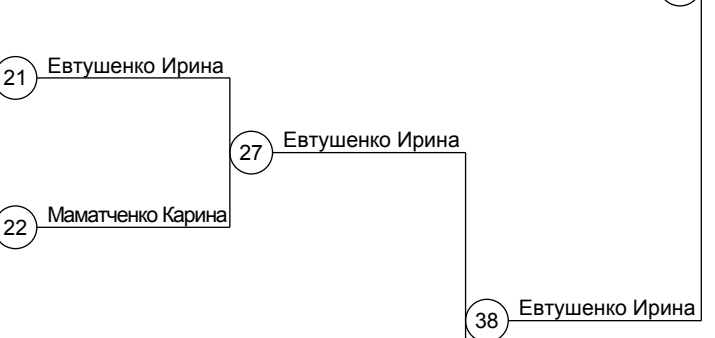 21 Евтушенко Ирина
27 Евтушенко Ирина
22 Маматченко Карина
38 Евтушенко Ирина